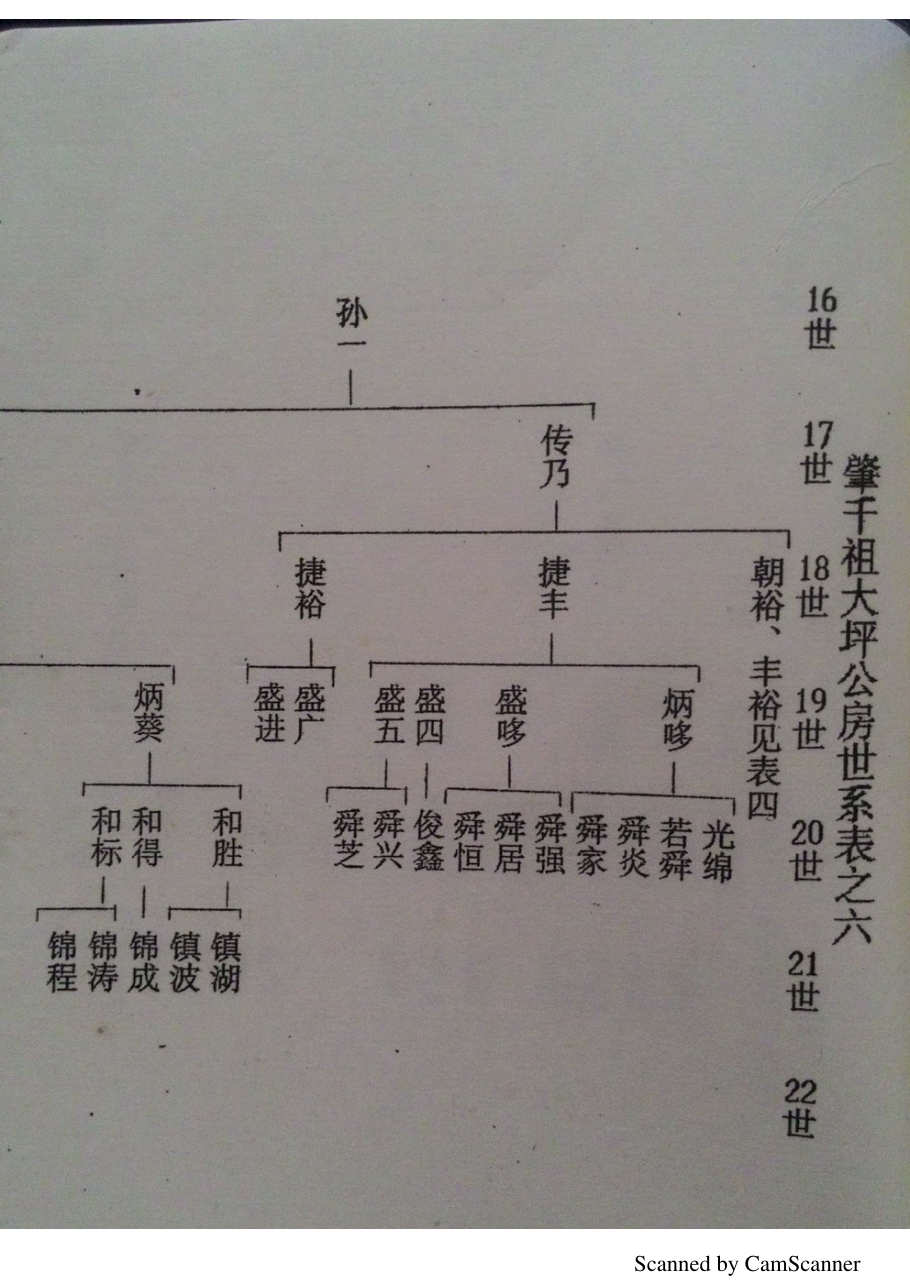 肇千祖大坪公房世系表之六
16世
17世
18世
19世
20世
21世
22世
孙一
传乃
朝裕、丰裕见表四
捷丰
捷裕
炳哆
盛哆
盛四
盛五
盛广
盛进
炳葵
光绵
若舜
舜炎
舜家
舜强
舜居
舜恒
俊鑫
舜兴
舜芝
和胜
和得
和标
镇湖
镇波
锦成
锦涛
锦程
Scanned by CamScanner